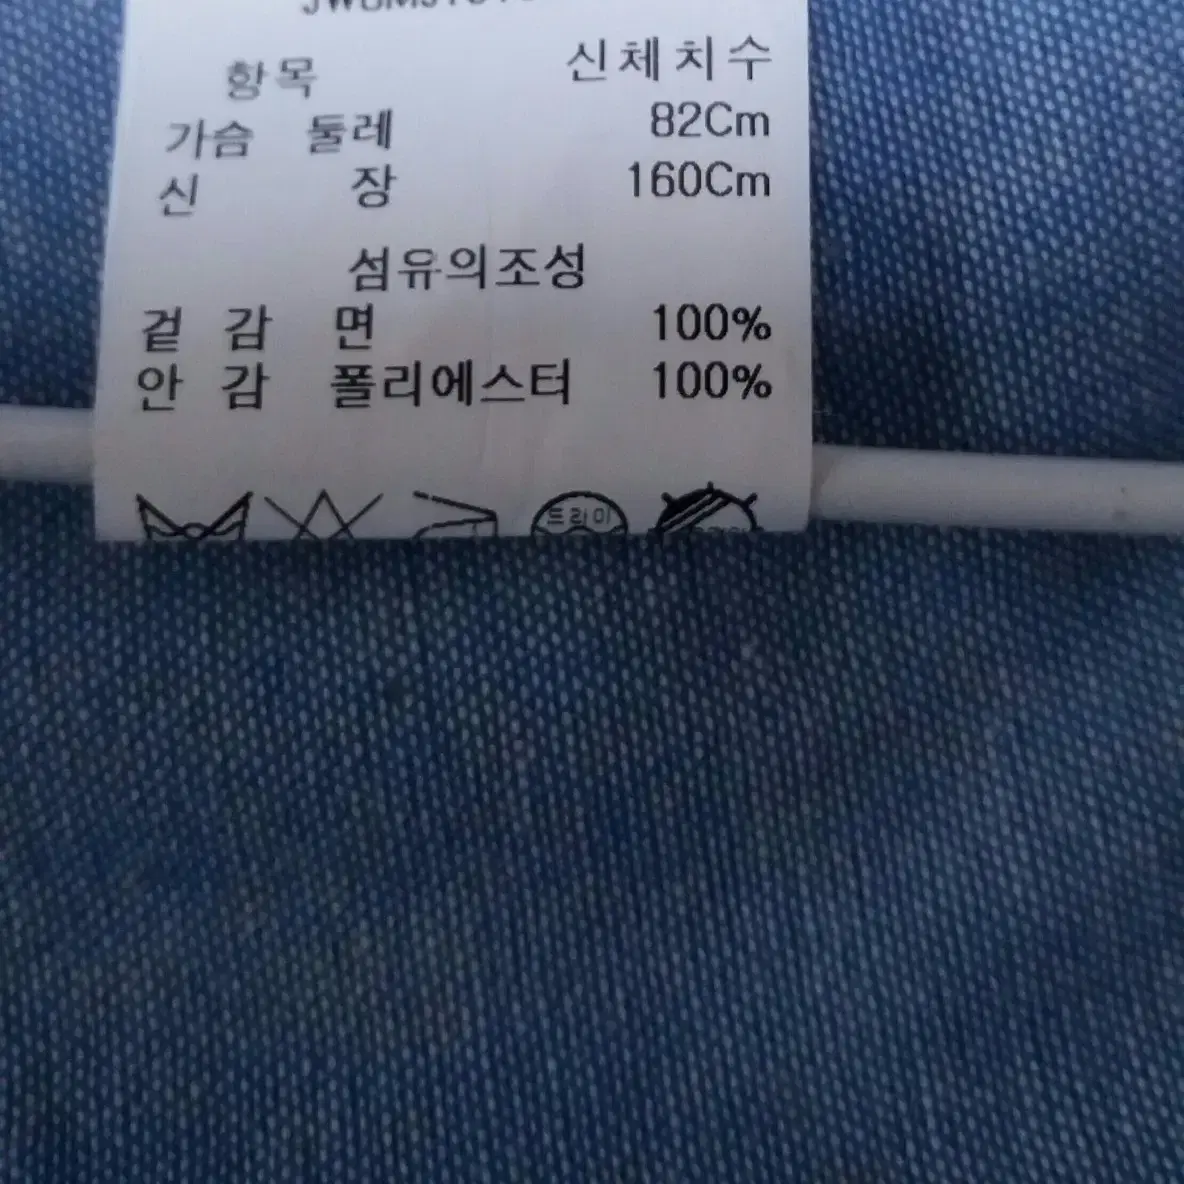 항목 신체치수
가슴 둘레 82Cm
신 장 160Cm
섬유의조성
겉 감 면 100%
안 감 폴리에스터 100%
드라이